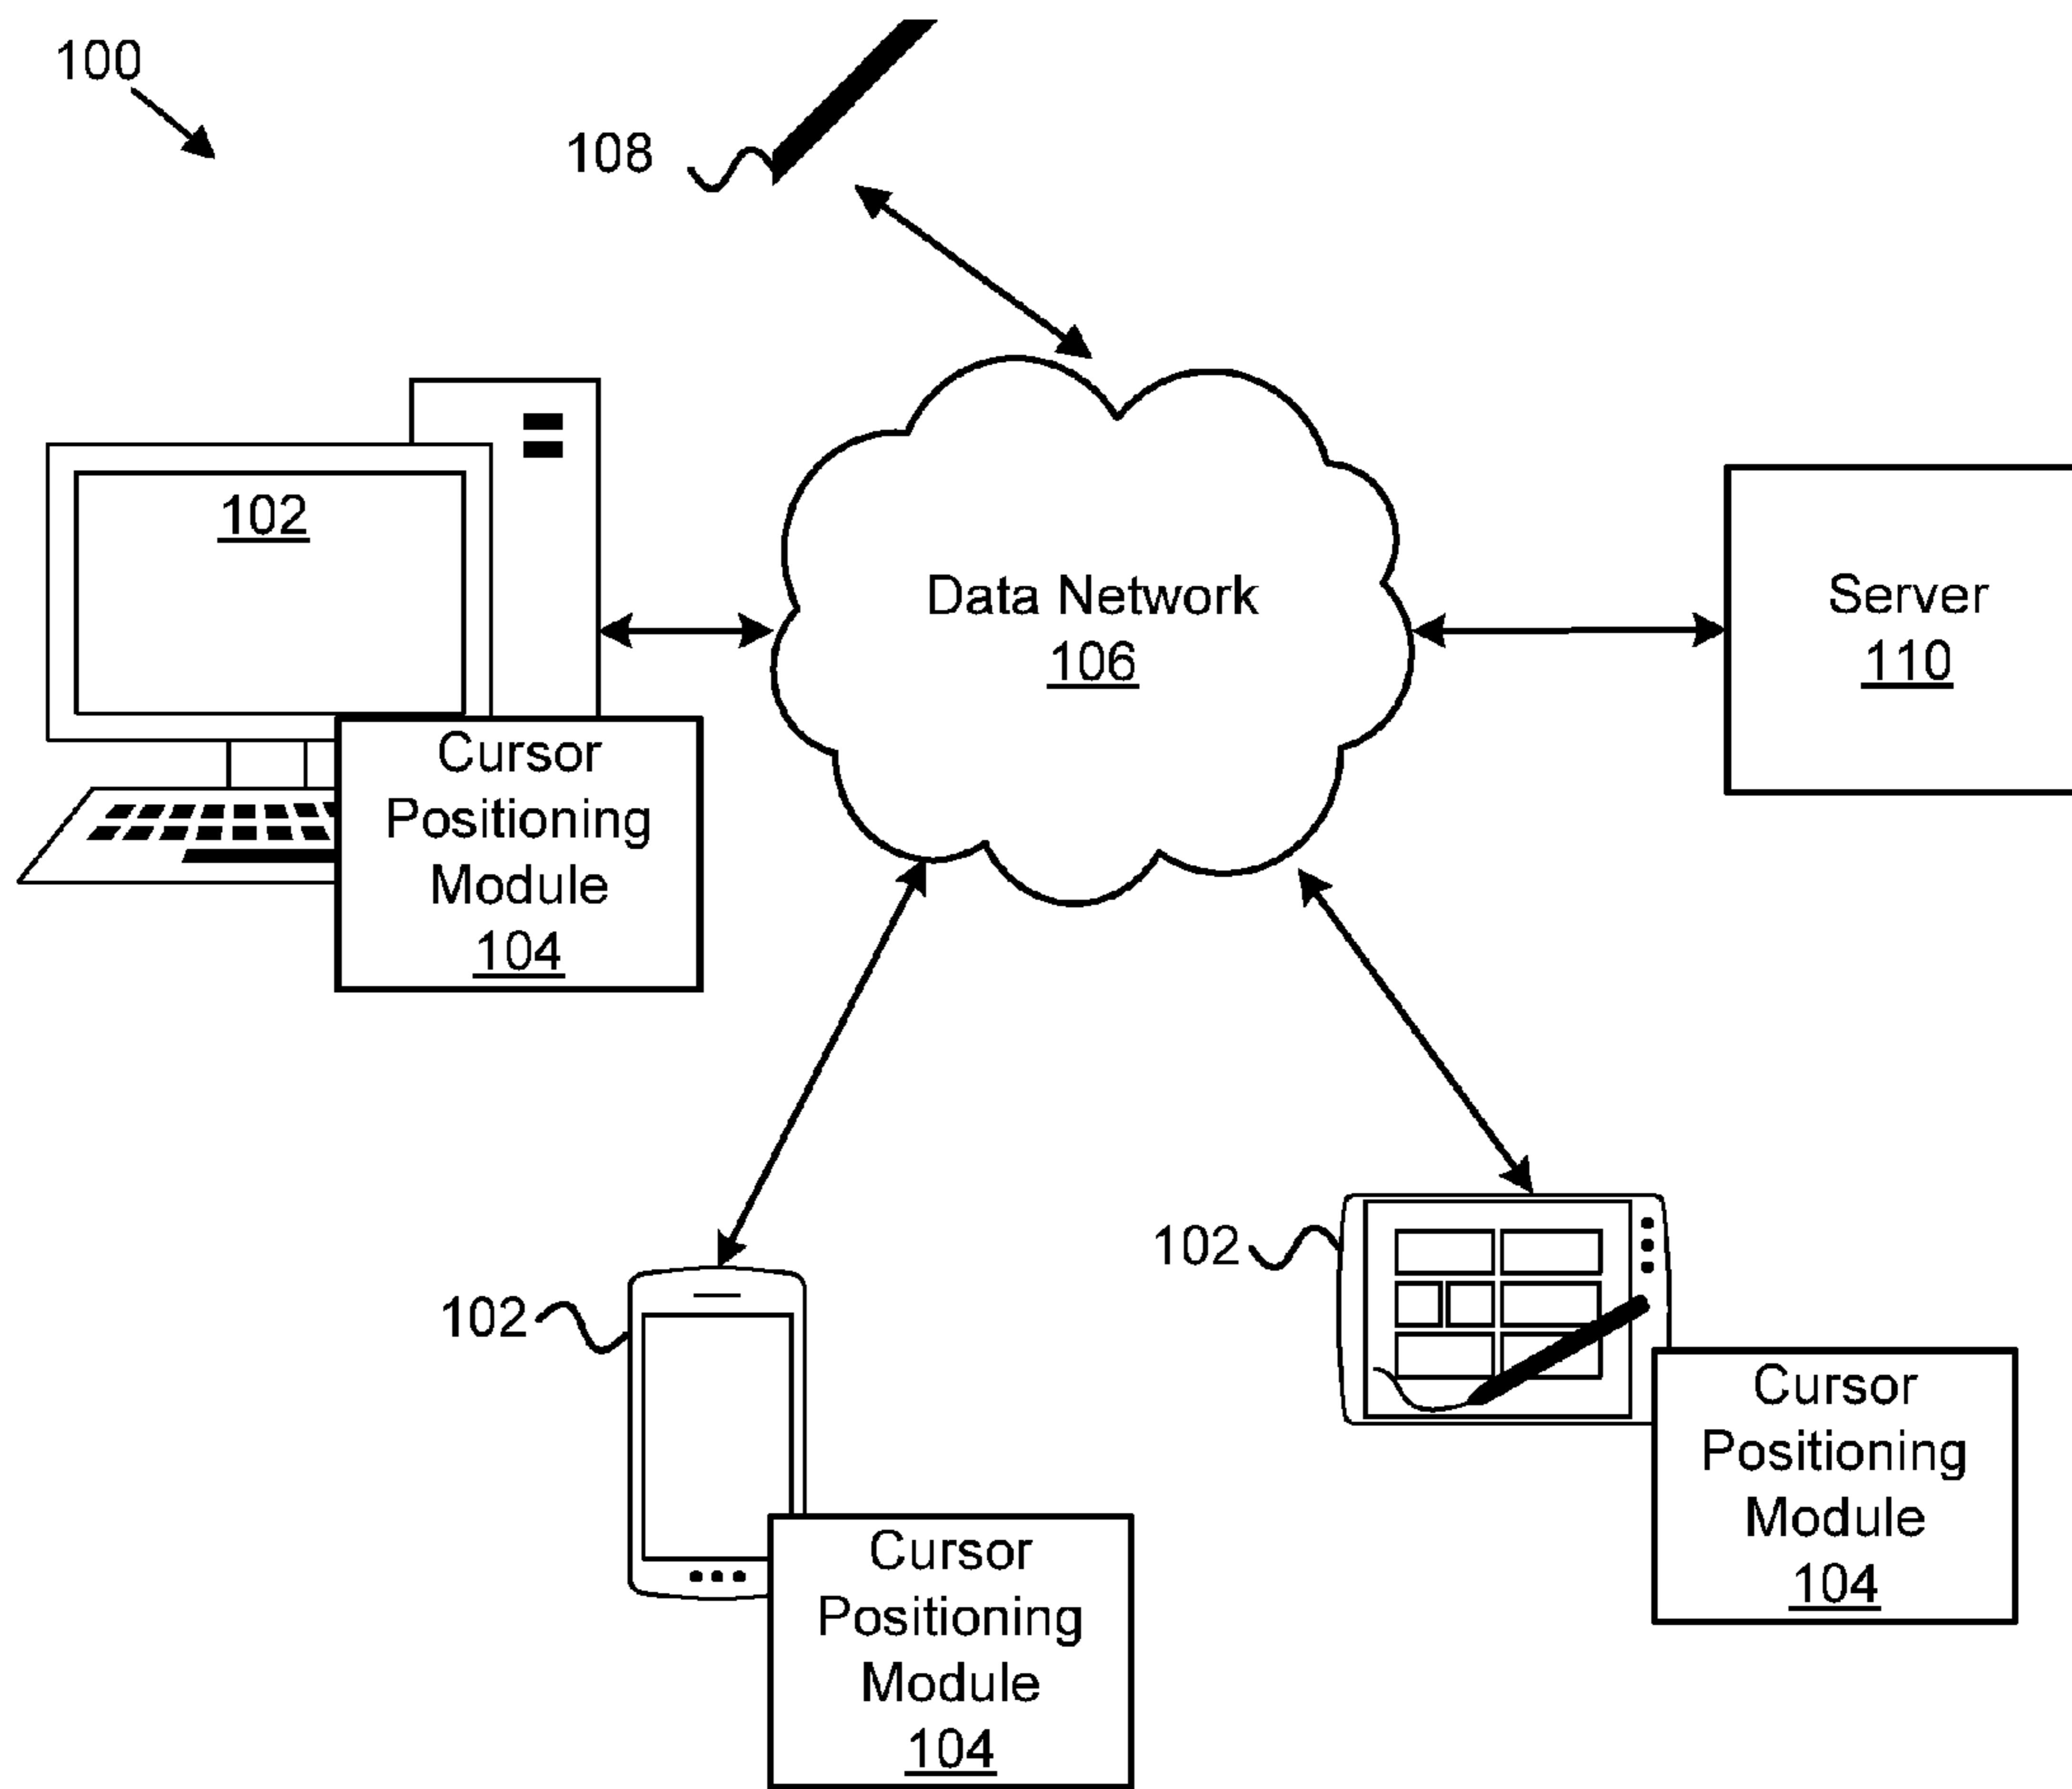 100
108
102
Data Network
106
Server
110
Cursor
Positioning
Module
104
102
102
Cursor
Positioning
Module
104
Cursor
Positioning
Module
104